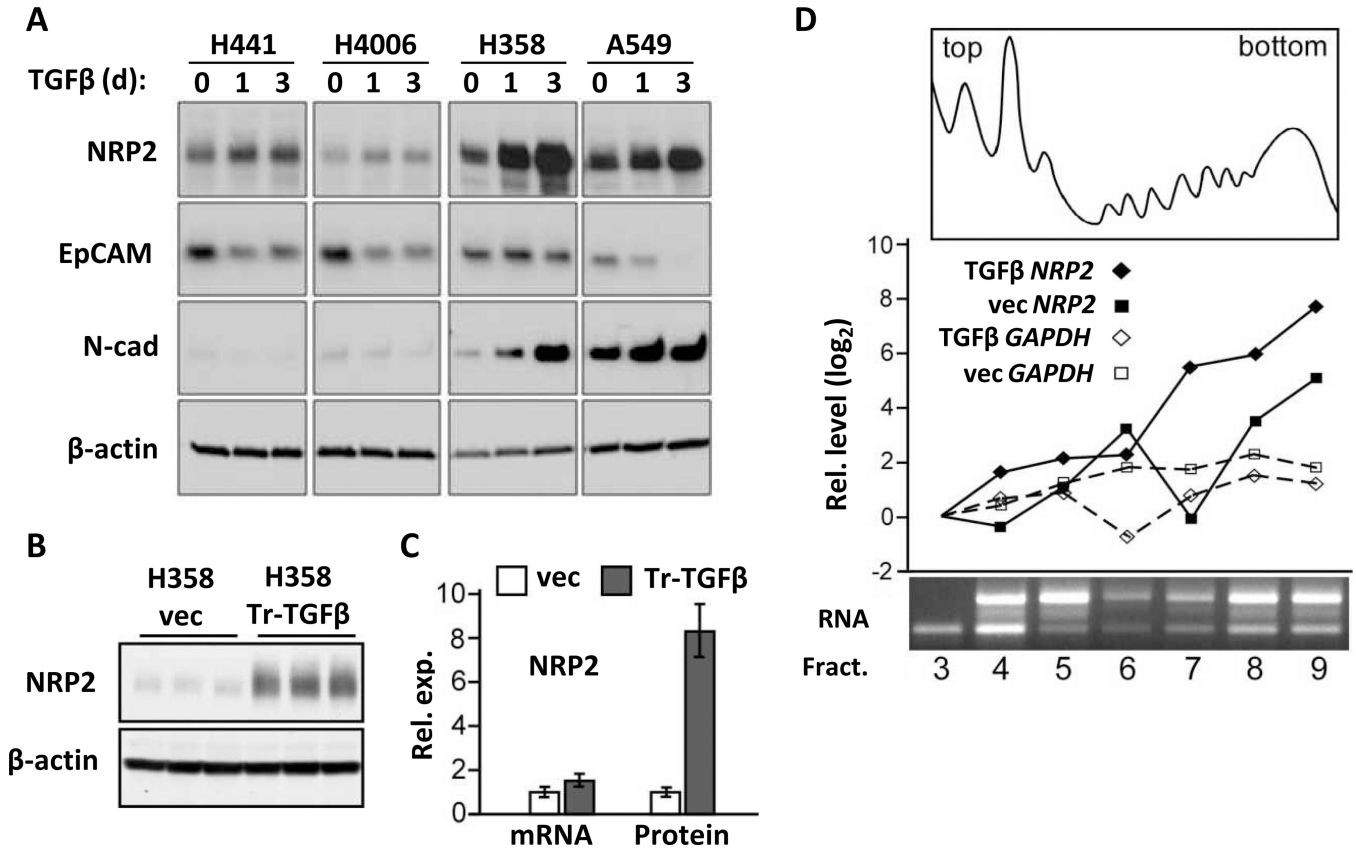 A
H441 H4006 H358 A549
TGFβ (d): 0 1 3 0 1 3 0 1 3 0 1 3
NRP2
EpCAM
N-cad
β-actin
B
H358 H358
vec Tr-TGFβ
NRP2
β-actin
C
vec Tr-TGFβ
NRP2
Rel. exp.
10
8
6
4
2
0
mRNA Protein
D
top bottom
TGFβ NRP2
vec NRP2
TGFβ GAPDH
vec GAPDH
Rel. level (log₂)
10
8
6
4
2
0
-2
RNA
Fract. 3 4 5 6 7 8 9